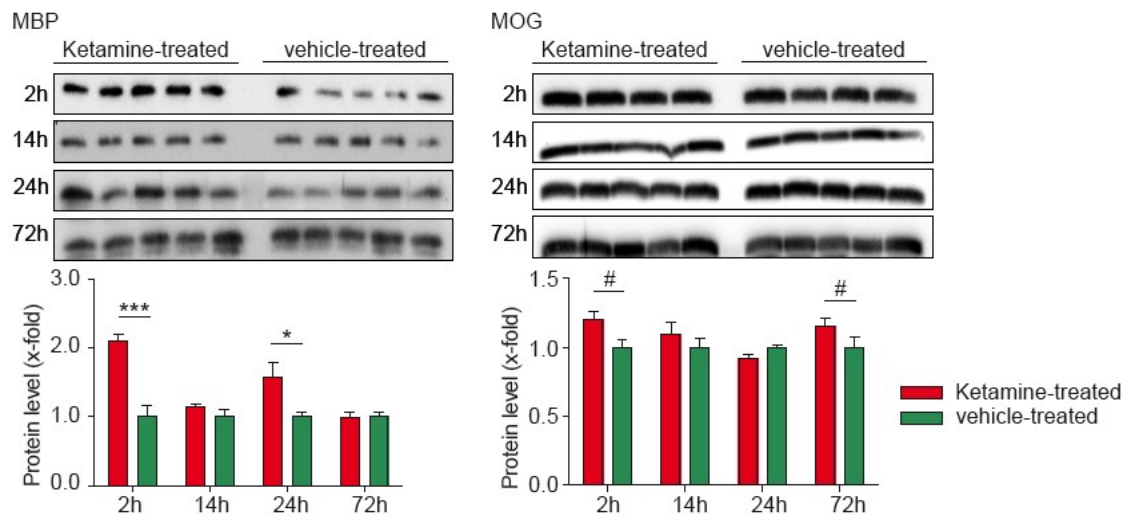 MBP
Ketamine-treated vehicle-treated
2h
14h
24h
72h
Protein level (x-fold)
3.0
2.0
1.0
0.0
***
*
2h 14h 24h 72h
MOG
Ketamine-treated vehicle-treated
2h
14h
24h
72h
Protein level (x-fold)
1.5
1.0
0.5
0.0
#
#
2h 14h 24h 72h
Ketamine-treated
vehicle-treated